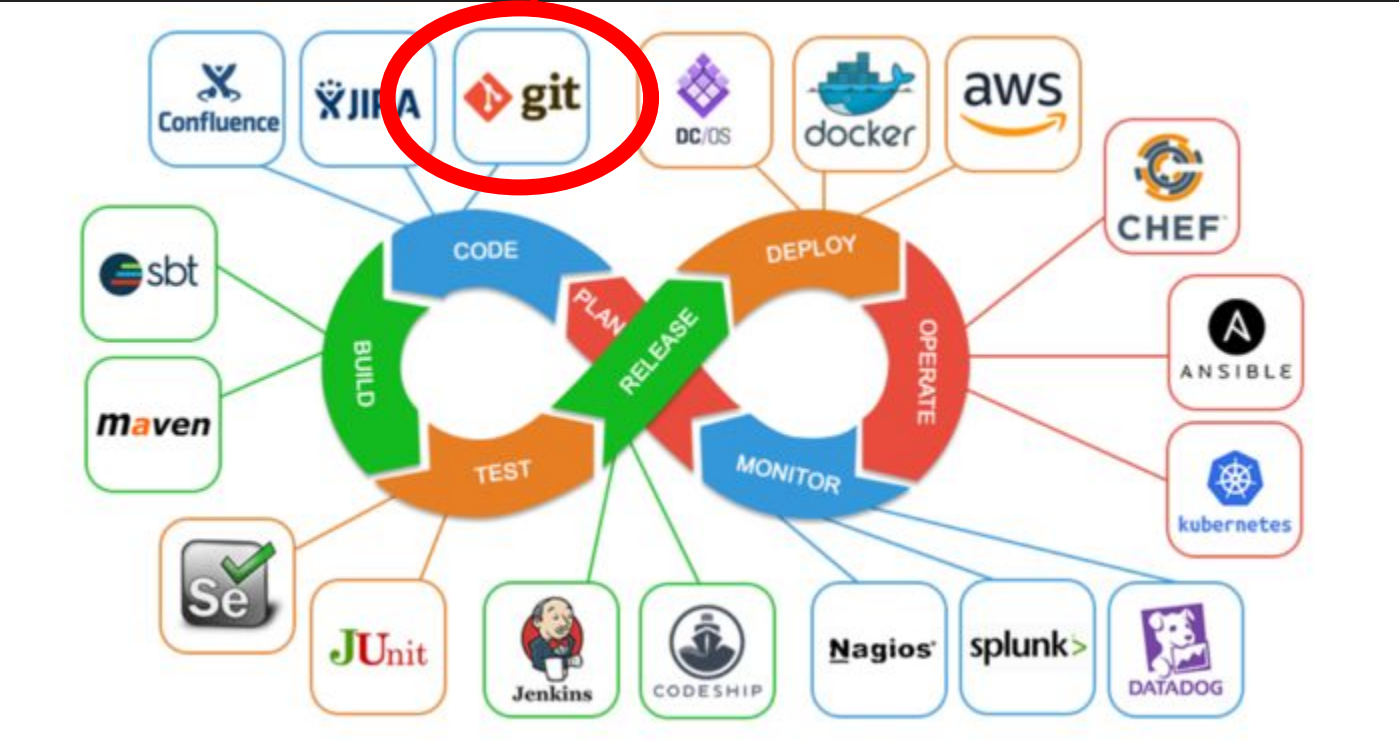 Confluence
JIRA
git
DC/OS
docker
aws
CHEF
sbt
CODE
DEPLOY
PLAN
RELEASE
BUILD
OPERATE
ANSIBLE
maven
TEST
MONITOR
kubernetes
Se
JUnit
Jenkins
CODESHIP
Nagios®
splunk>
DATADOG